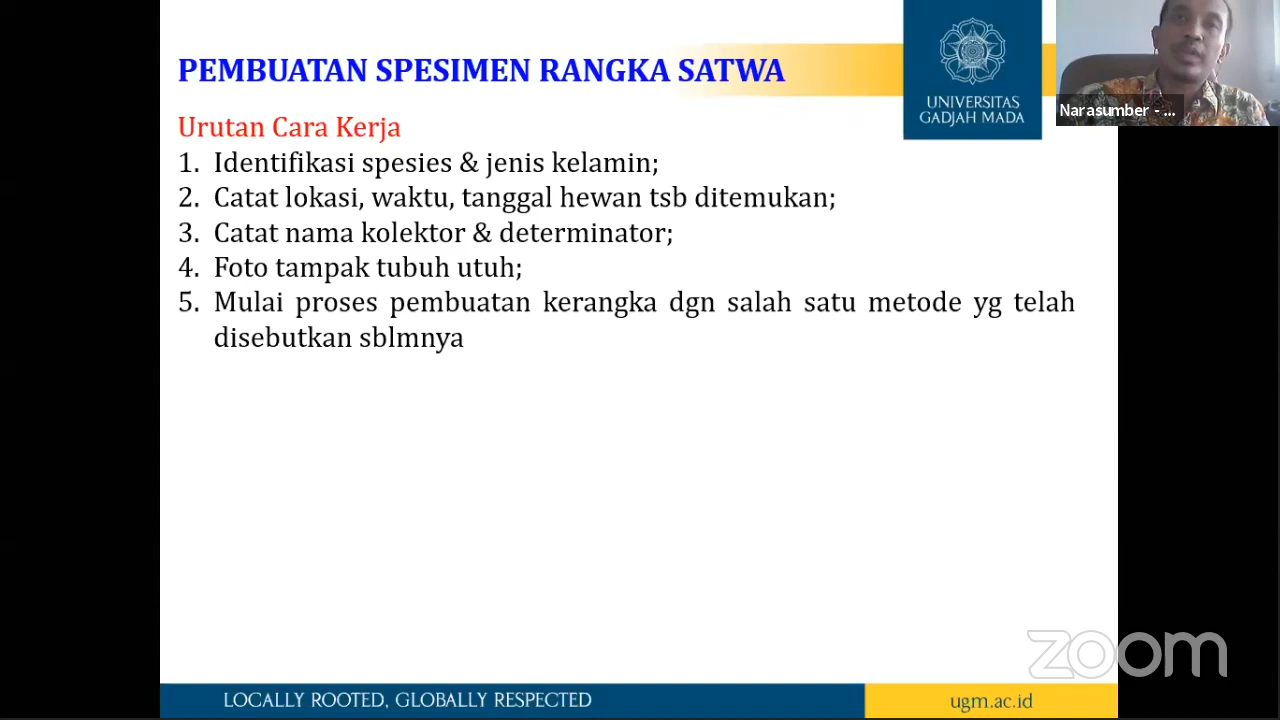 PEMBUATAN SPESIMEN RANGKA SATWA
UNIVERSITAS
GADJAH MADA
Narasumber - ...
Urutan Cara Kerja
1. Identifikasi spesies & jenis kelamin;
2. Catat lokasi, waktu, tanggal hewan tsb ditemukan;
3. Catat nama kolektor & determinator;
4. Foto tampak tubuh utuh;
5. Mulai proses pembuatan kerangka dgn salah satu metode yg telah
disebutkan sblmnya
zoom
LOCALLY ROOTED, GLOBALLY RESPECTED
ugm.ac.id